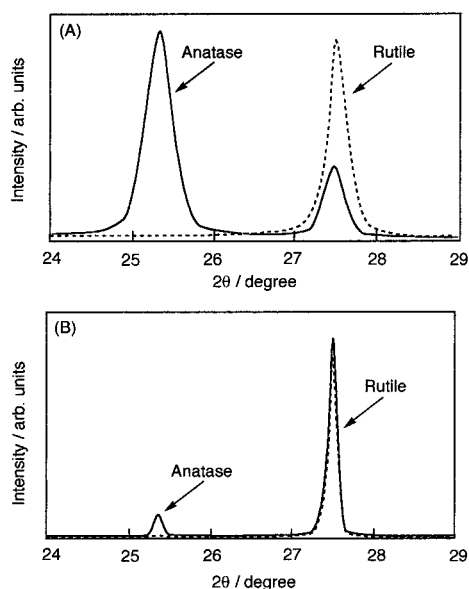 (A)
Anatase
Rutile
Intensity / arb. units
24 25 26 27 28 29
2θ / degree
(B)
Rutile
Anatase
Intensity / arb. units
24 25 26 27 28 29
2θ / degree